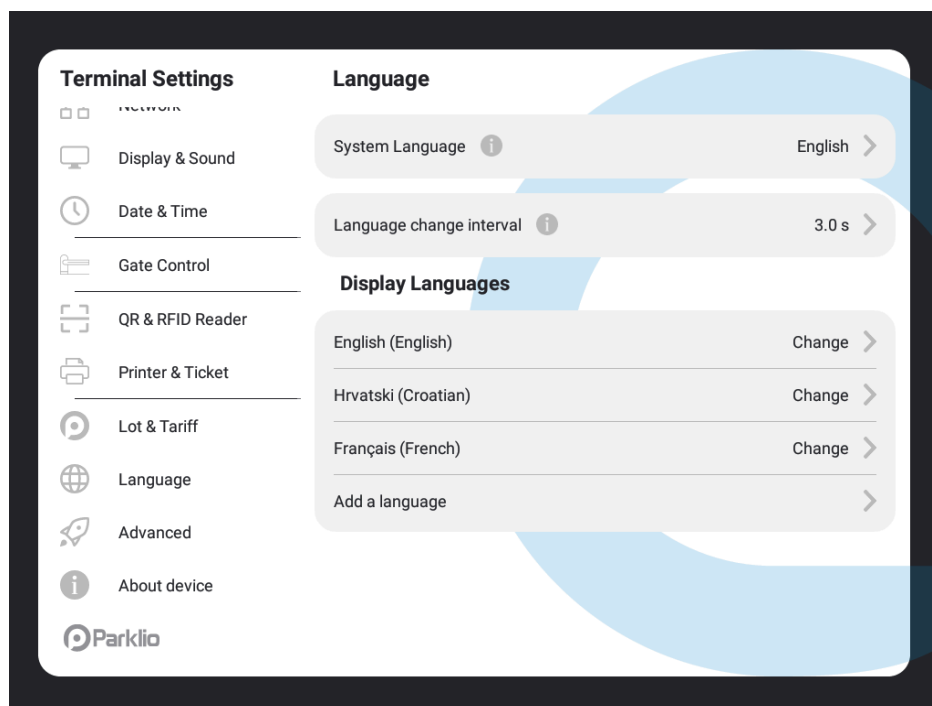 Terminal Settings
Network
Display & Sound
Date & Time
Gate Control
QR & RFID Reader
Printer & Ticket
Lot & Tariff
Language
Advanced
About device
Parklio
Language
System Language i English
Language change interval i 3.0 s
Display Languages
English (English) Change
Hrvatski (Croatian) Change
Français (French) Change
Add a language